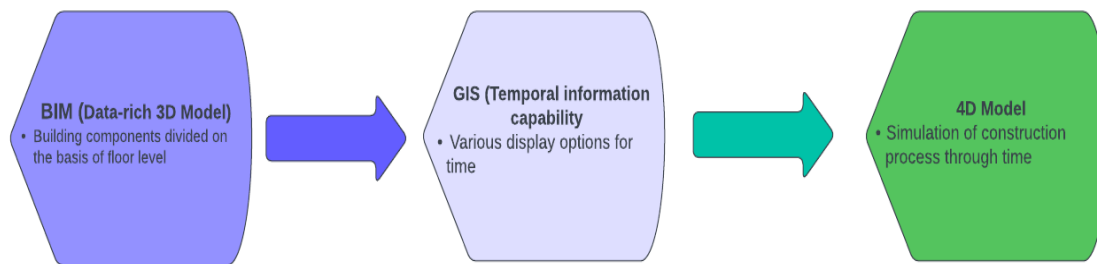 BIM (Data-rich 3D Model)
• Building components divided on
the basis of floor level
GIS (Temporal information
capability
• Various display options for
time
4D Model
• Simulation of construction
process through time